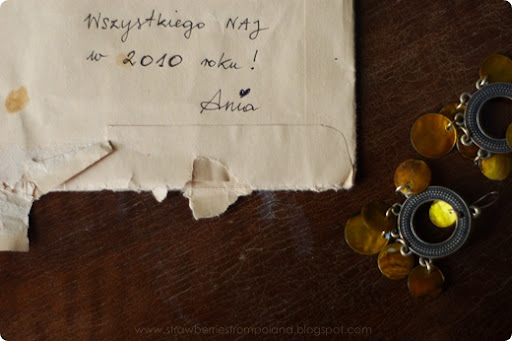 Wszystkiego NAJ
w 2010 roku!
Ania
www.strawberriesfrompoland.blogspot.com